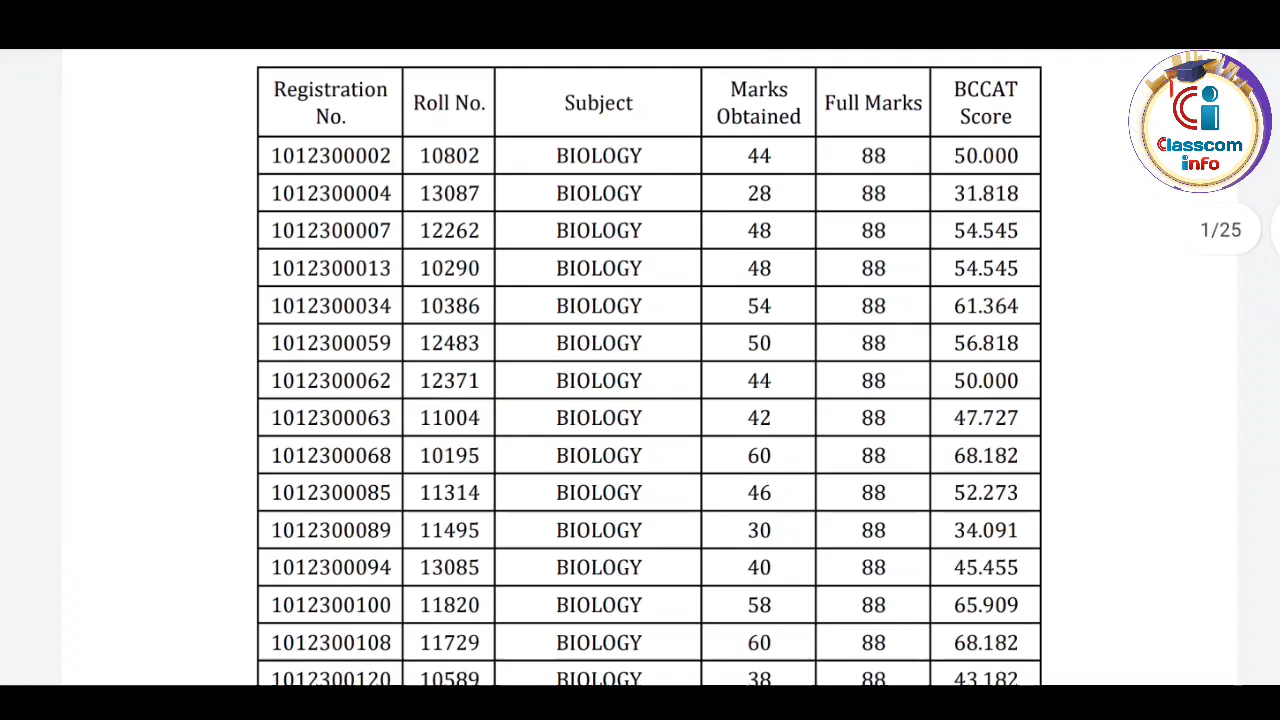 Registration No. Roll No. Subject Marks Obtained Full Marks BCCAT Score
1012300002 10802 BIOLOGY 44 88 50.000
1012300004 13087 BIOLOGY 28 88 31.818
1012300007 12262 BIOLOGY 48 88 54.545
1012300013 10290 BIOLOGY 48 88 54.545
1012300034 10386 BIOLOGY 54 88 61.364
1012300059 12483 BIOLOGY 50 88 56.818
1012300062 12371 BIOLOGY 44 88 50.000
1012300063 11004 BIOLOGY 42 88 47.727
1012300068 10195 BIOLOGY 60 88 68.182
1012300085 11314 BIOLOGY 46 88 52.273
1012300089 11495 BIOLOGY 30 88 34.091
1012300094 13085 BIOLOGY 40 88 45.455
1012300100 11820 BIOLOGY 58 88 65.909
1012300108 11729 BIOLOGY 60 88 68.182
1012300120 10589 BIOLOGY 38 88 43.182
Ci
Classcom
info
1/25